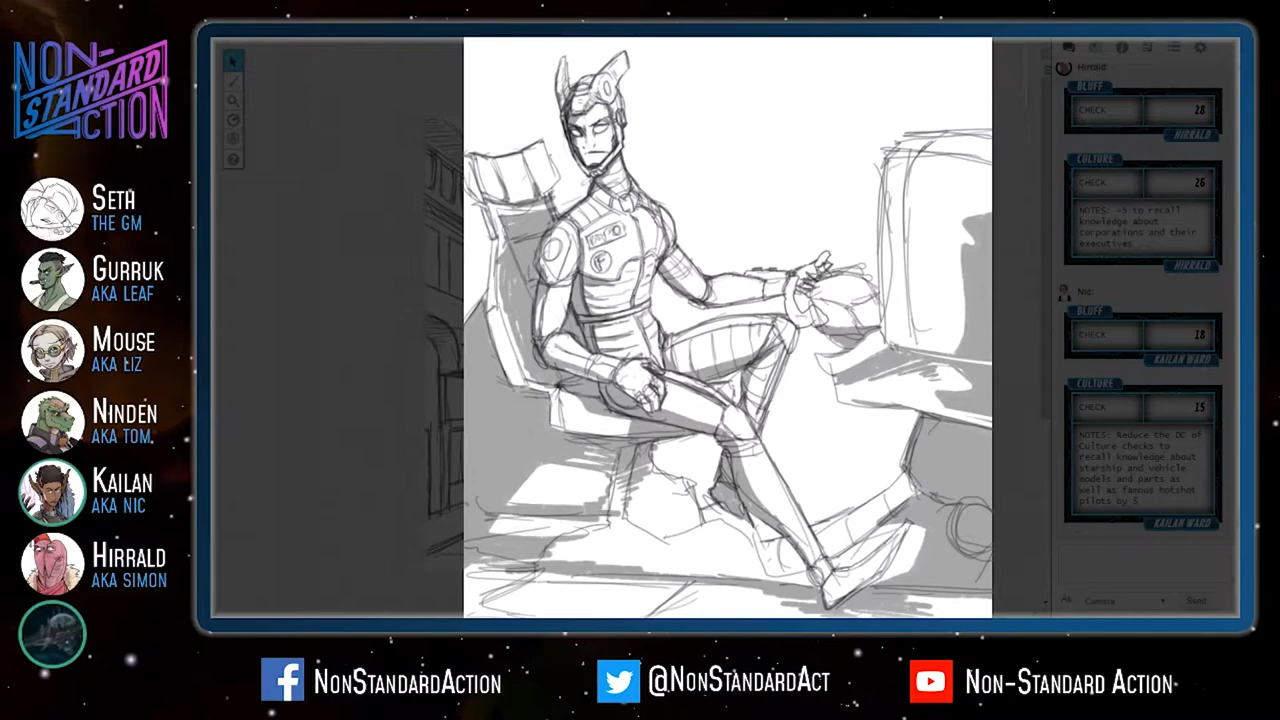 NON-
STANDARD
ACTION
SETH
THE GM
GURRUK
AKA LEAF
MOUSE
AKA LIZ
NINDEN
AKA TOM
KAILAN
AKA NIC
HIRRALD
AKA SIMON
Hirrald:
BLUFF
CHECK 28
HIRRALD
CULTURE
CHECK 26
NOTES: +5 to recall
knowledge about
corporations and their
executives
HIRRALD
Nic:
BLUFF
CHECK 18
KAILAN WARD
CULTURE
CHECK 15
NOTES: Reduce the DC of
Culture checks to
recall knowledge about
starship and vehicle
models and parts as
well as famous hotshot
pilots by 5
KAILAN WARD
As: Camera Send
NONSTANDARDACTION
@NONSTANDARDACT
NON-STANDARD ACTION